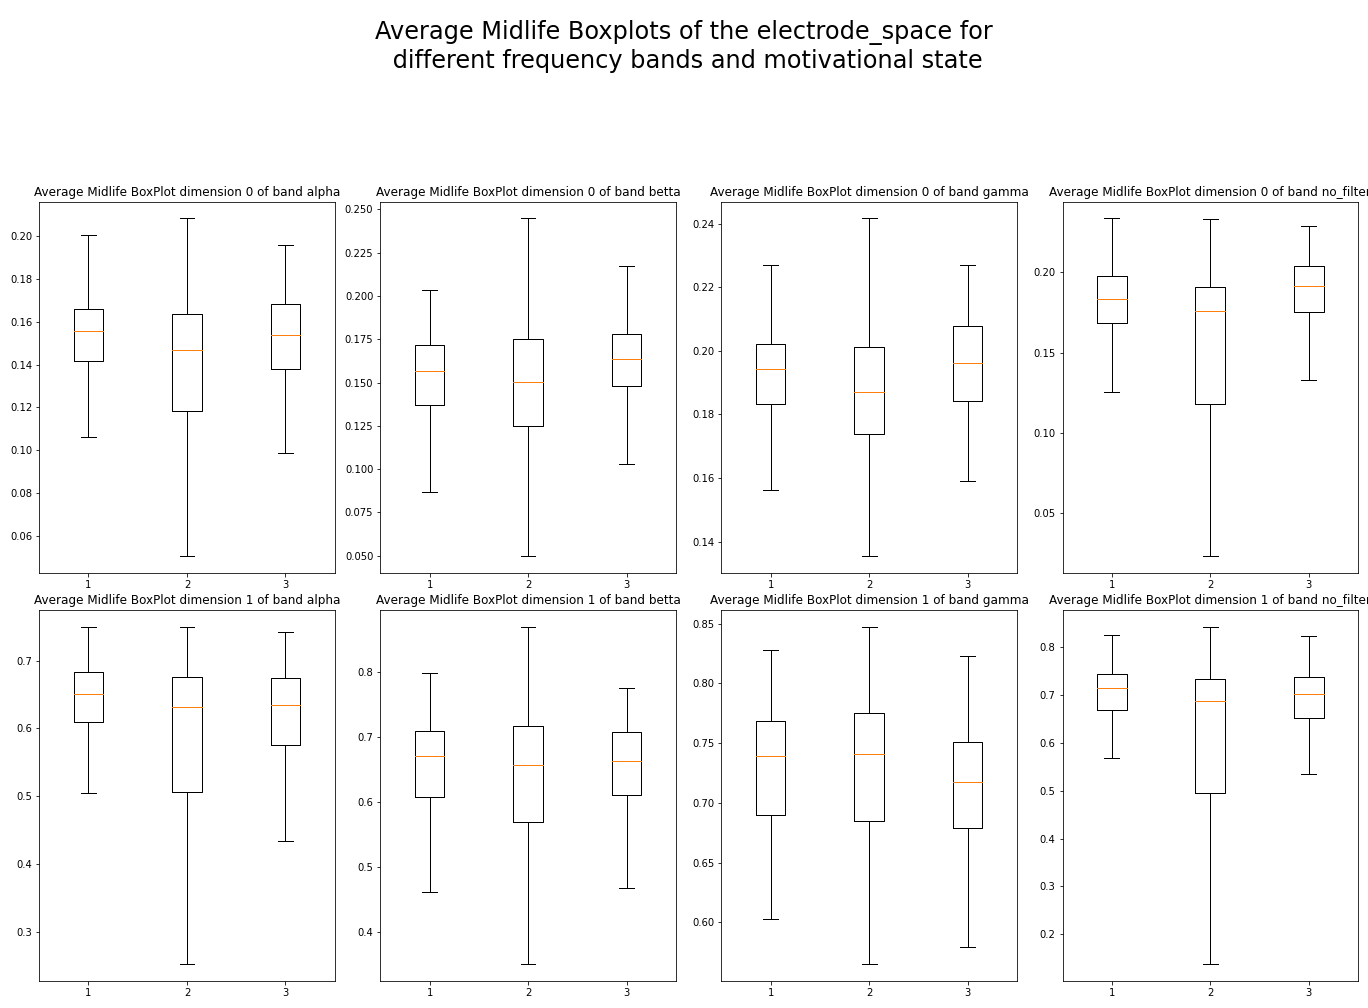 Average Midlife Boxplots of the electrode_space for
different frequency bands and motivational state
Average Midlife BoxPlot dimension 0 of band alpha
0.20
0.18
0.16
0.14
0.12
0.10
0.08
0.06
1 2 3
Average Midlife BoxPlot dimension 0 of band betta
0.250
0.225
0.200
0.175
0.150
0.125
0.100
0.075
0.050
1 2 3
Average Midlife BoxPlot dimension 0 of band gamma
0.24
0.22
0.20
0.18
0.16
0.14
1 2 3
Average Midlife BoxPlot dimension 0 of band no_filter
0.20
0.15
0.10
0.05
1 2 3
Average Midlife BoxPlot dimension 1 of band alpha
0.7
0.6
0.5
0.4
0.3
1 2 3
Average Midlife BoxPlot dimension 1 of band betta
0.8
0.7
0.6
0.5
0.4
1 2 3
Average Midlife BoxPlot dimension 1 of band gamma
0.85
0.80
0.75
0.70
0.65
0.60
1 2 3
Average Midlife BoxPlot dimension 1 of band no_filter
0.8
0.7
0.6
0.5
0.4
0.3
0.2
1 2 3